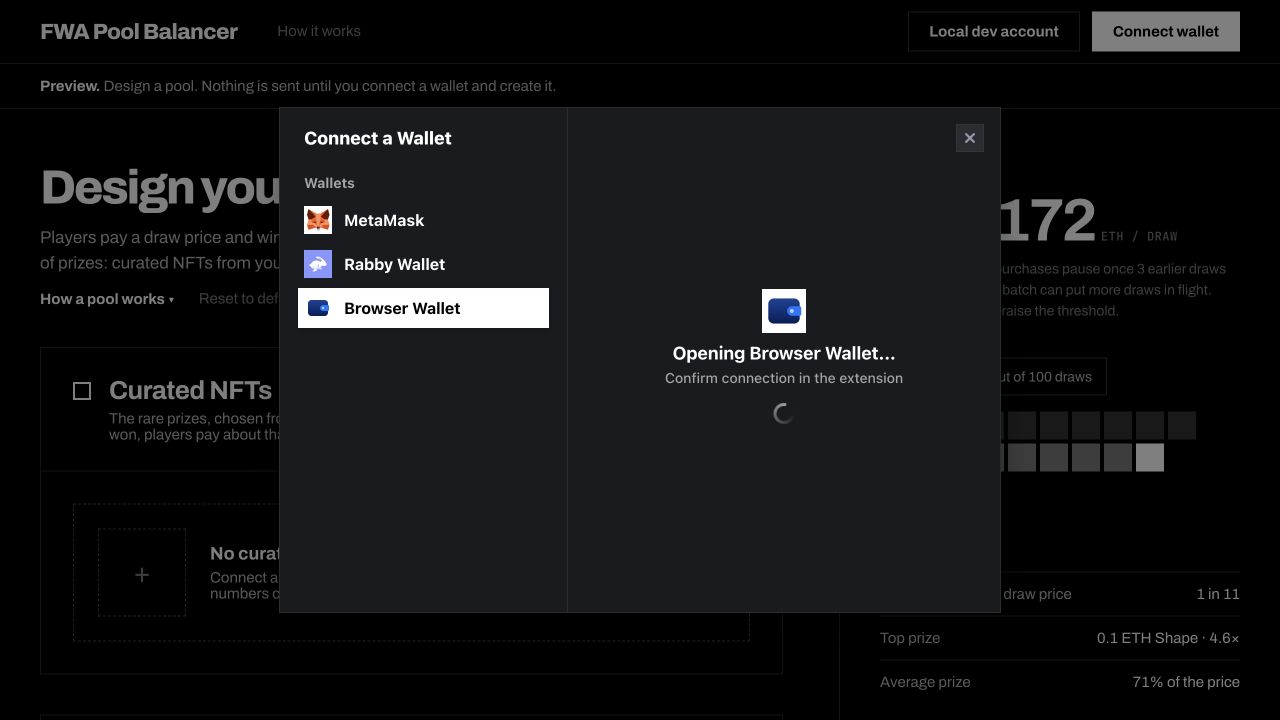 FWA Pool Balancer
How it works
Local dev account
Connect wallet
Preview. Design a pool. Nothing is sent until you connect a wallet and create it.
Connect a Wallet
Wallets
MetaMask
Rabby Wallet
Browser Wallet
Opening Browser Wallet...
Confirm connection in the extension
Design you
Players pay a draw price and win
of prizes: curated NFTs from you
How a pool works ▾
Reset to def
Curated NFTs
The rare prizes, chosen fro
won, players pay about tha
+
No curat
Connect a
numbers
172 ETH / DRAW
urchases pause once 3 earlier draws
batch can put more draws in flight.
raise the threshold.
ut of 100 draws
draw price
1 in 11
Top prize
0.1 ETH Shape · 4.6×
Average prize
71% of the price